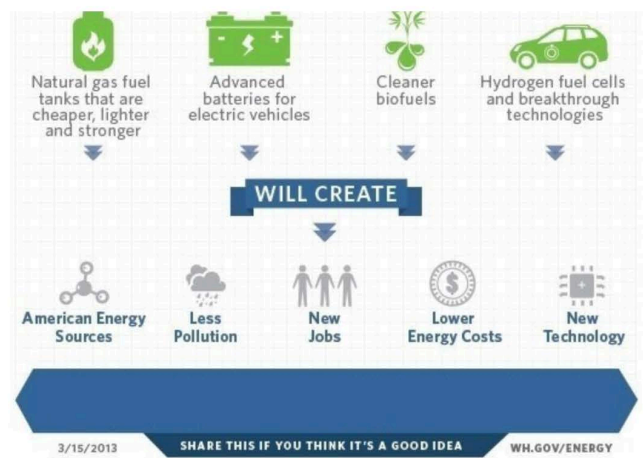 Natural gas fuel
tanks that are
cheaper, lighter
and stronger
Advanced
batteries for
electric vehicles
Cleaner
biofuels
Hydrogen fuel cells
and breakthrough
technologies
WILL CREATE
American Energy
Sources
Less
Pollution
New
Jobs
Lower
Energy Costs
New
Technology
3/15/2013
SHARE THIS IF YOU THINK IT'S A GOOD IDEA
WH.GOV/ENERGY